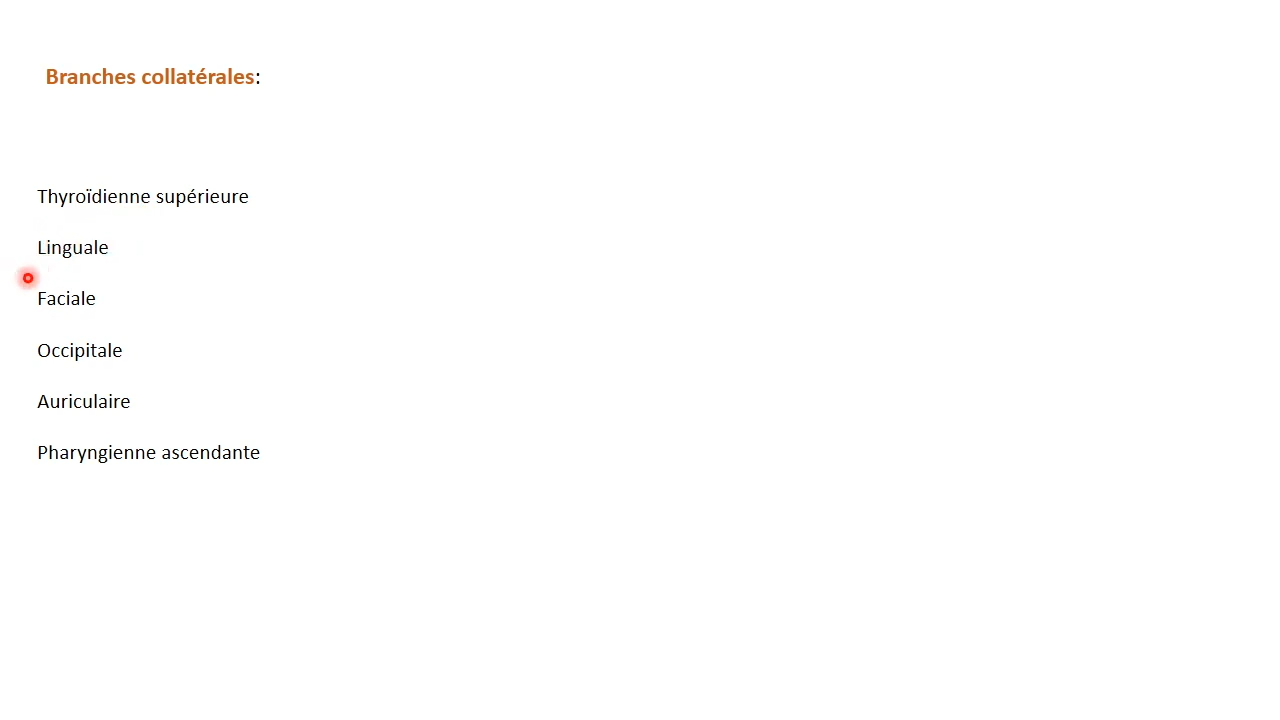 Branches collatérales:
Thyroïdienne supérieure
Linguale
Faciale
Occipitale
Auriculaire
Pharyngienne ascendante